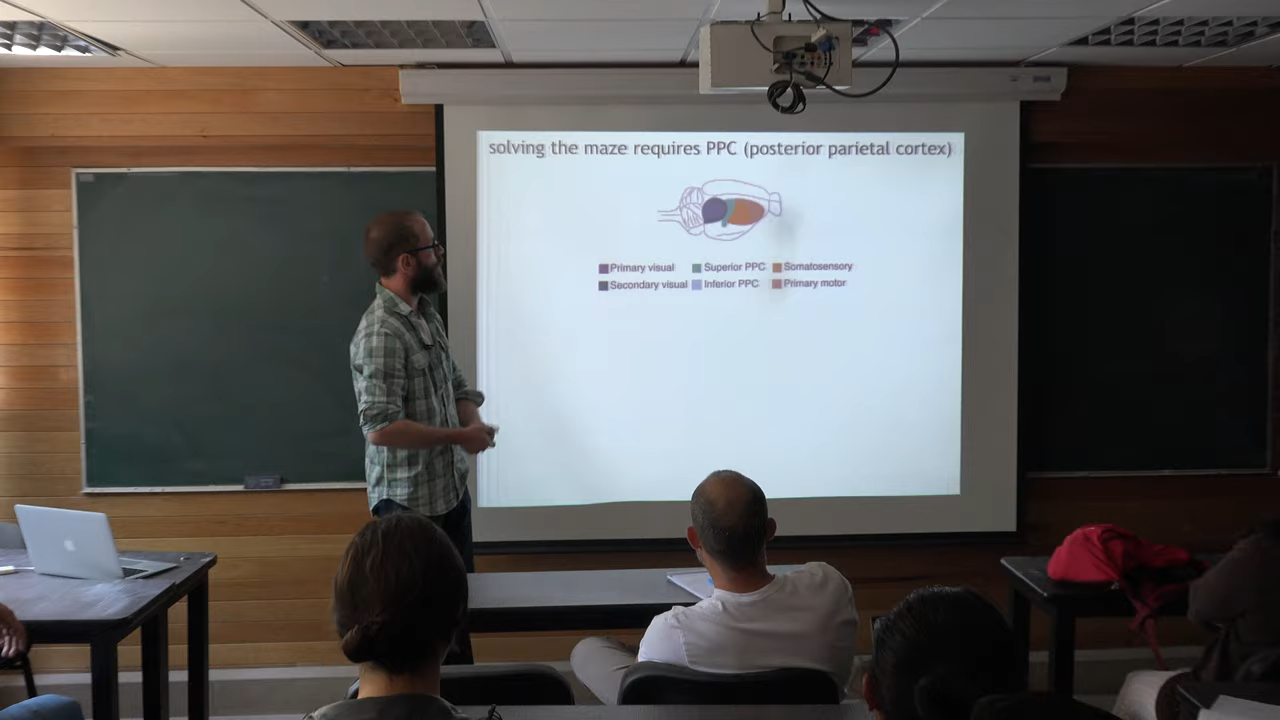 solving the maze requires PPC (posterior parietal cortex)
Primary visual Superior PPC Somatosensory
Secondary visual Inferior PPC Primary motor